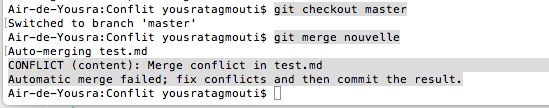 Air-de-Yousra:Conflit yousratagmouti$ git checkout master
Switched to branch 'master'
Air-de-Yousra:Conflit yousratagmouti$ git merge nouvelle
Auto-merging test.md
CONFLICT (content): Merge conflict in test.md
Automatic merge failed; fix conflicts and then commit the result.
Air-de-Yousra:Conflit yousratagmouti$